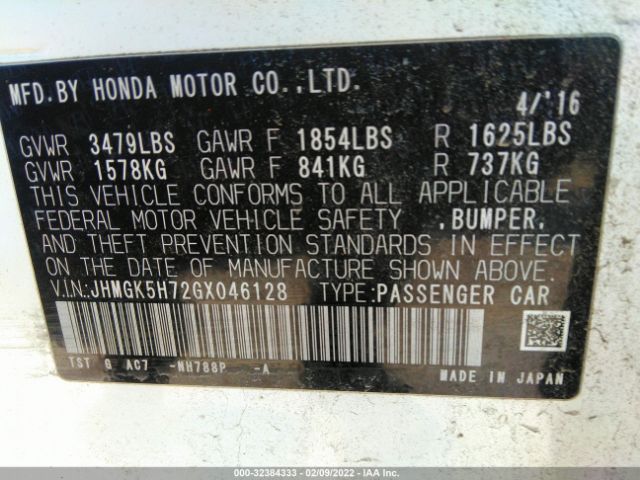 MFD.BY HONDA MOTOR CO.,LTD.
4/'16
GVWR 3479LBS GAWR F 1854LBS R 1625LBS
GVWR 1578KG GAWR F 841KG R 737KG
THIS VEHICLE CONFORMS TO ALL APPLICABLE
FEDERAL MOTOR VEHICLE SAFETY ,BUMPER,
AND THEFT PREVENTION STANDARDS IN EFFECT
ON THE DATE OF MANUFACTURE SHOWN ABOVE.
V.IN.:JHMGK5H72GX046128 TYPE:PASSENGER CAR
TST G AC7 -NH788P -A
MADE IN JAPAN
000-32384333 - 02/09/2022 - IAA Inc.